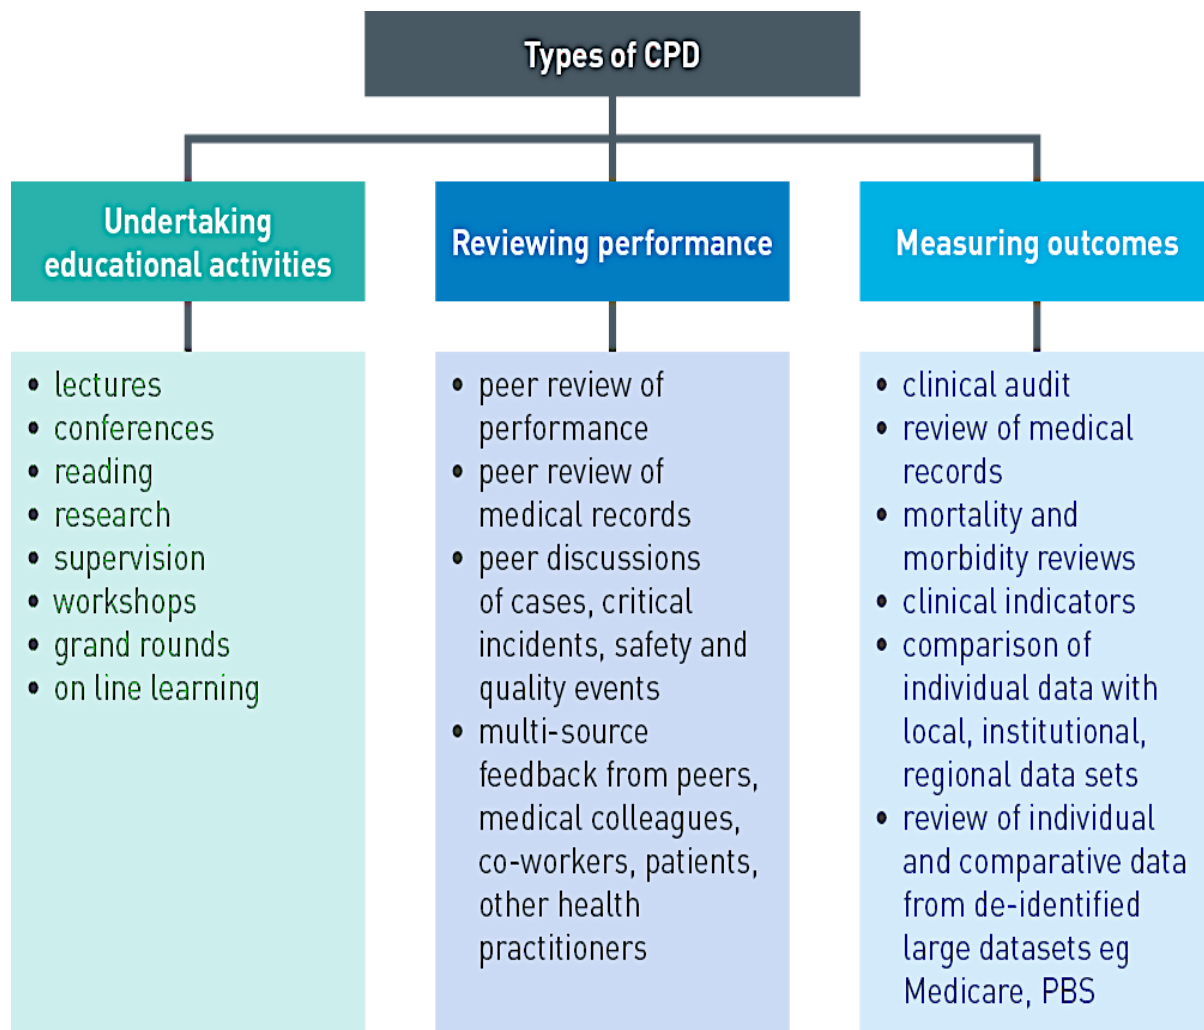 Types of CPD
Undertaking
educational activities
• lectures
• conferences
• reading
• research
• supervision
• workshops
• grand rounds
• on line learning
Reviewing performance
• peer review of
performance
• peer review of
medical records
• peer discussions
of cases, critical
incidents, safety and
quality events
• multi-source
feedback from peers,
medical colleagues,
co-workers, patients,
other health
practitioners
Measuring outcomes
• clinical audit
• review of medical
records
• mortality and
morbidity reviews
• clinical indicators
• comparison of
individual data with
local, institutional,
regional data sets
• review of individual
and comparative data
from de-identified
large datasets eg
Medicare, PBS